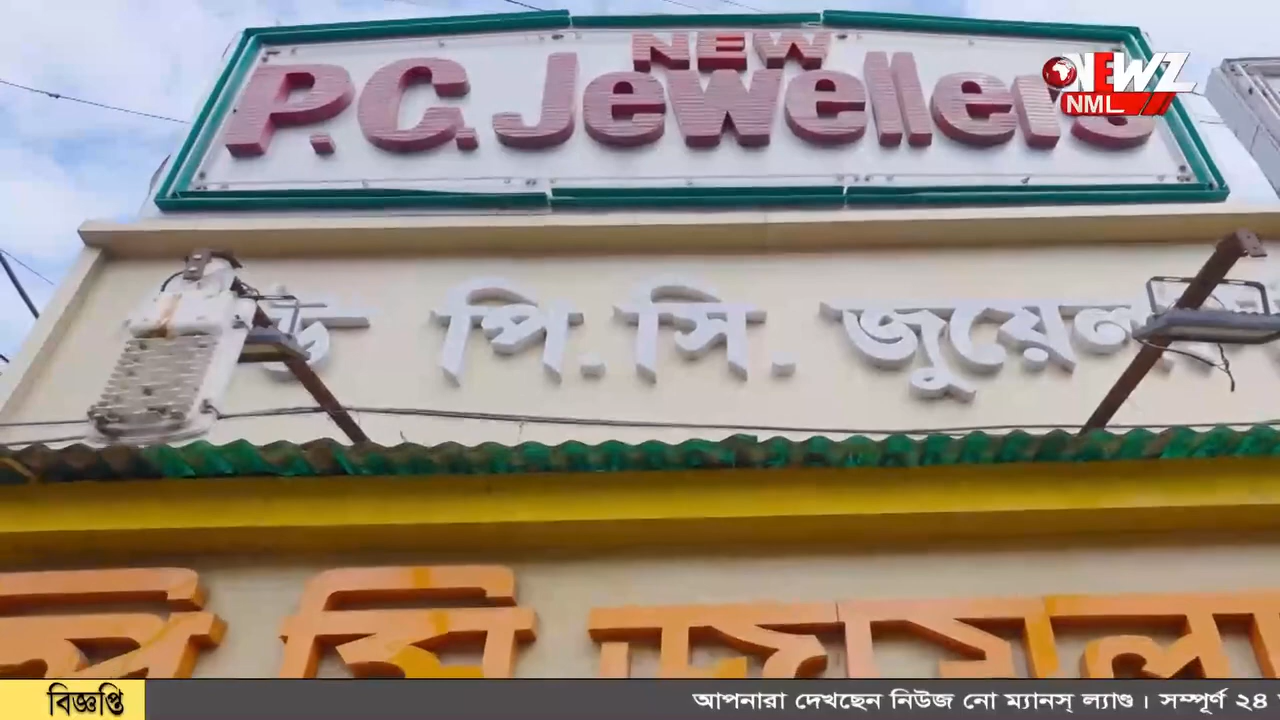 NEW
P.C. Jewellers
NEWZ
NML
উ পি.সি. জুয়েল
পি সি
বিজ্ঞপ্তি
আপনারা দেখছেন নিউজ নো ম্যানস্ ল্যাণ্ড। সম্পূর্ণ ২৪